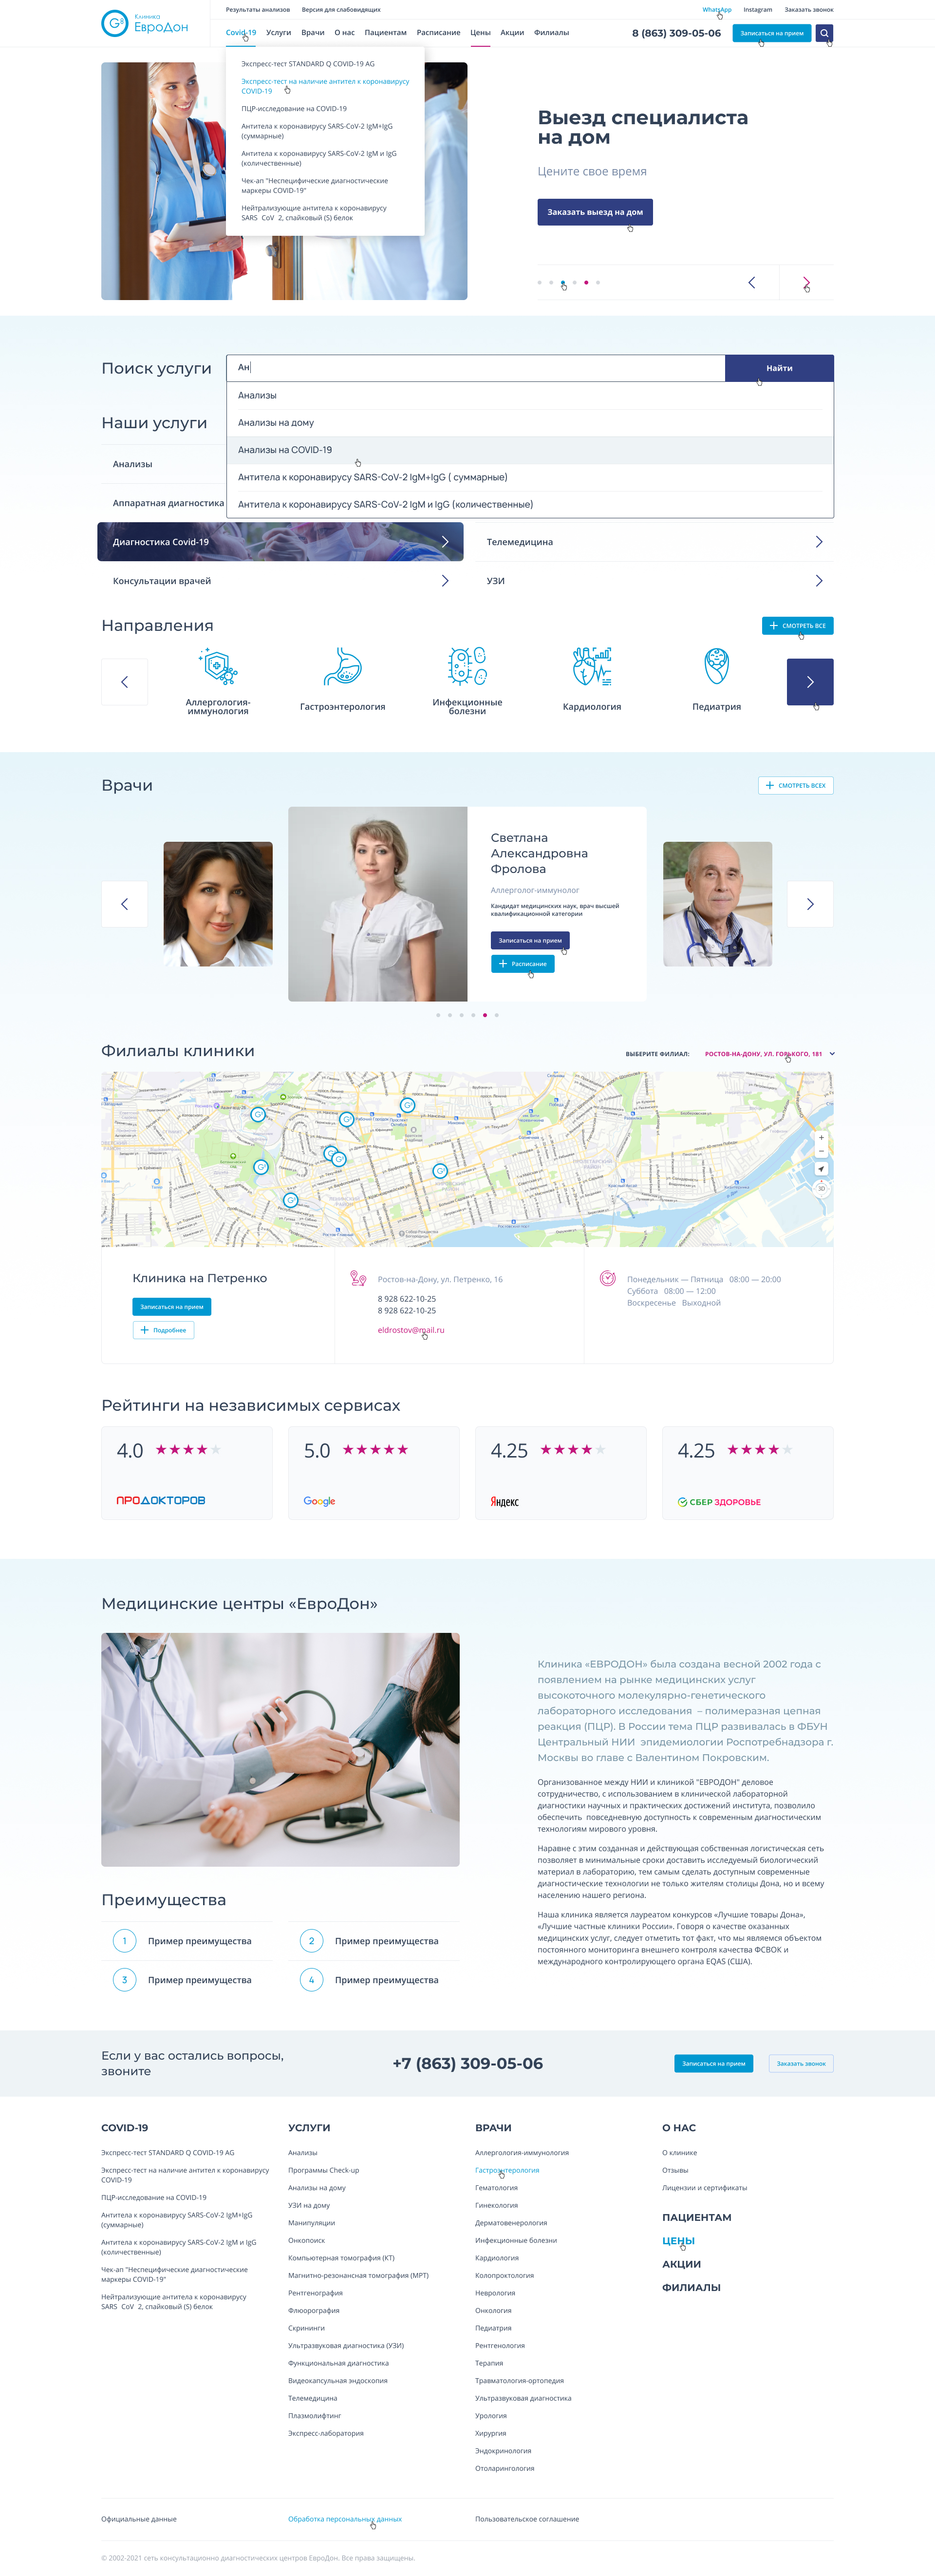 Клиника
ЕвроДон
Результаты анализов
Версия для слабовидящих
WhatsApp
Instagram
Заказать звонок
Covid-19
Услуги
Врачи
О нас
Пациентам
Расписание
Цены
Акции
Филиалы
8 (863) 309-05-06
Записаться на прием
Экспресс-тест STANDARD Q COVID-19 AG
Экспресс-тест на наличие антител к коронавирусу
COVID-19
ПЦР-исследование на COVID-19
Антитела к коронавирусу SARS-CoV-2 IgM+IgG
(суммарные)
Антитела к коронавирусу SARS-CoV-2 IgM и IgG
(количественные)
Чек-ап "Неспецифические диагностические
маркеры COVID-19"
Нейтрализующие антитела к коронавирусу
SARS CoV 2, спайковый (S) белок
Выезд специалиста
на дом
Цените свое время
Заказать выезд на дом
Поиск услуги
Ан
Найти
Анализы
Анализы на дому
Анализы на COVID-19
Антитела к коронавирусу SARS-CoV-2 IgM+IgG ( суммарные)
Антитела к коронавирусу SARS-CoV-2 IgM и IgG (количественные)
Наши услуги
Анализы
Аппаратная диагностика
Диагностика Covid-19
Телемедицина
Консультации врачей
УЗИ
Направления
СМОТРЕТЬ ВСЕ
Аллергология-
иммунология
Гастроэнтерология
Инфекционные
болезни
Кардиология
Педиатрия
Врачи
СМОТРЕТЬ ВСЕХ
Светлана
Александровна
Фролова
Аллерголог-иммунолог
Кандидат медицинских наук, врач высшей
квалификационной категории
Записаться на прием
Расписание
Филиалы клиники
ВЫБЕРИТЕ ФИЛИАЛ:
РОСТОВ-НА-ДОНУ, УЛ. ГОРЬКОГО, 181
3D
Клиника на Петренко
Записаться на прием
Подробнее
Ростов-на-Дону, ул. Петренко, 16
8 928 622-10-25
8 928 622-10-25
eldrostov@mail.ru
Понедельник — Пятница 08:00 — 20:00
Суббота 08:00 — 12:00
Воскресенье Выходной
Рейтинги на независимых сервисах
4.0
ПРОДОКТОРОВ
5.0
Google
4.25
Яндекс
4.25
СБЕР ЗДОРОВЬЕ
Медицинские центры «ЕвроДон»
Клиника «ЕВРОДОН» была создана весной 2002 года с
появлением на рынке медицинских услуг
высокоточного молекулярно-генетического
лабораторного исследования – полимеразная цепная
реакция (ПЦР). В России тема ПЦР развивалась в ФБУН
Центральный НИИ эпидемиологии Роспотребнадзора г.
Москвы во главе с Валентином Покровским.
Организованное между НИИ и клиникой "ЕВРОДОН" деловое
сотрудничество, с использованием в клинической лабораторной
диагностики научных и практических достижений института, позволило
обеспечить повседневную доступность к современным диагностическим
технологиям мирового уровня.
Наравне с этим созданная и действующая собственная логистическая сеть
позволяет в минимальные сроки доставить исследуемый биологический
материал в лабораторию, тем самым сделать доступным современные
диагностические технологии не только жителям столицы Дона, но и всему
населению нашего региона.
Наша клиника является лауреатом конкурсов «Лучшие товары Дона»,
«Лучшие частные клиники России». Говоря о качестве оказанных
медицинских услуг, следует отметить тот факт, что мы являемся объектом
постоянного мониторинга внешнего контроля качества ФСВОК и
международного контролирующего органа EQAS (США).
Преимущества
1
Пример преимущества
2
Пример преимущества
3
Пример преимущества
4
Пример преимущества
Если у вас остались вопросы,
звоните
+7 (863) 309-05-06
Записаться на прием
Заказать звонок
COVID-19
Экспресс-тест STANDARD Q COVID-19 AG
Экспресс-тест на наличие антител к коронавирусу
COVID-19
ПЦР-исследование на COVID-19
Антитела к коронавирусу SARS-CoV-2 IgM+IgG
(суммарные)
Антитела к коронавирусу SARS-CoV-2 IgM и IgG
(количественные)
Чек-ап "Неспецифические диагностические
маркеры COVID-19"
Нейтрализующие антитела к коронавирусу
SARS CoV 2, спайковый (S) белок
УСЛУГИ
Анализы
Программы Check-up
Анализы на дому
УЗИ на дому
Манипуляции
Онкопоиск
Компьютерная томография (КТ)
Магнитно-резонансная томография (МРТ)
Рентгенография
Флюорография
Скрининги
Ультразвуковая диагностика (УЗИ)
Функциональная диагностика
Видеокапсульная эндоскопия
Телемедицина
Плазмолифтинг
Экспресс-лаборатория
ВРАЧИ
Аллергология-иммунология
Гастроэнтерология
Гематология
Гинекология
Дерматовенерология
Инфекционные болезни
Кардиология
Колопроктология
Неврология
Онкология
Педиатрия
Рентгенология
Терапия
Травматология-ортопедия
Ультразвуковая диагностика
Урология
Хирургия
Эндокринология
Отоларингология
О НАС
О клинике
Отзывы
Лицензии и сертификаты
ПАЦИЕНТАМ
ЦЕНЫ
АКЦИИ
ФИЛИАЛЫ
Официальные данные
Обработка персональных данных
Пользовательское соглашение
© 2002-2021 сеть консультационно диагностических центров ЕвроДон. Все права защищены.